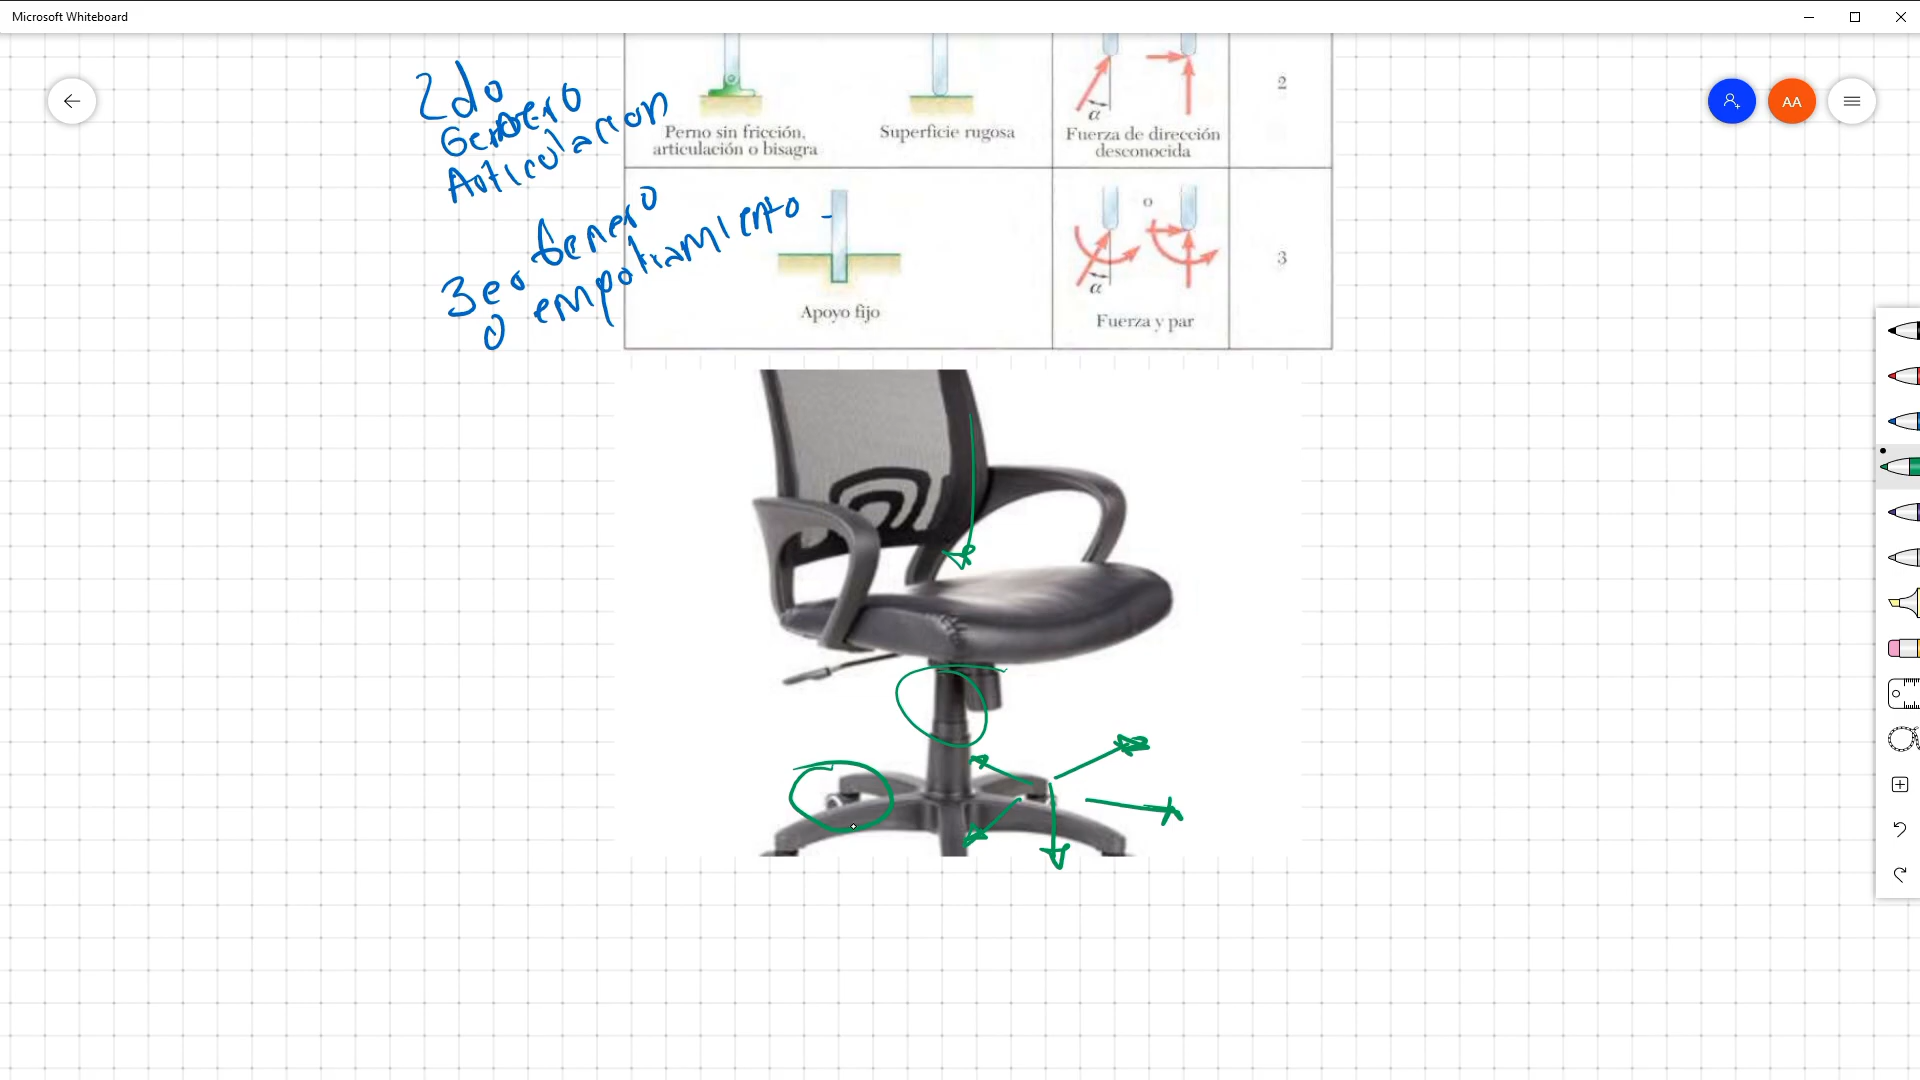 Microsoft Whiteboard
AA
2do
Genero
Articulacion
3er Genero
o empotramiento
Perno sin fricción,
articulación o bisagra
Superficie rugosa
α
Fuerza de dirección
desconocida
2
Apoyo fijo
o
α
Fuerza y par
3